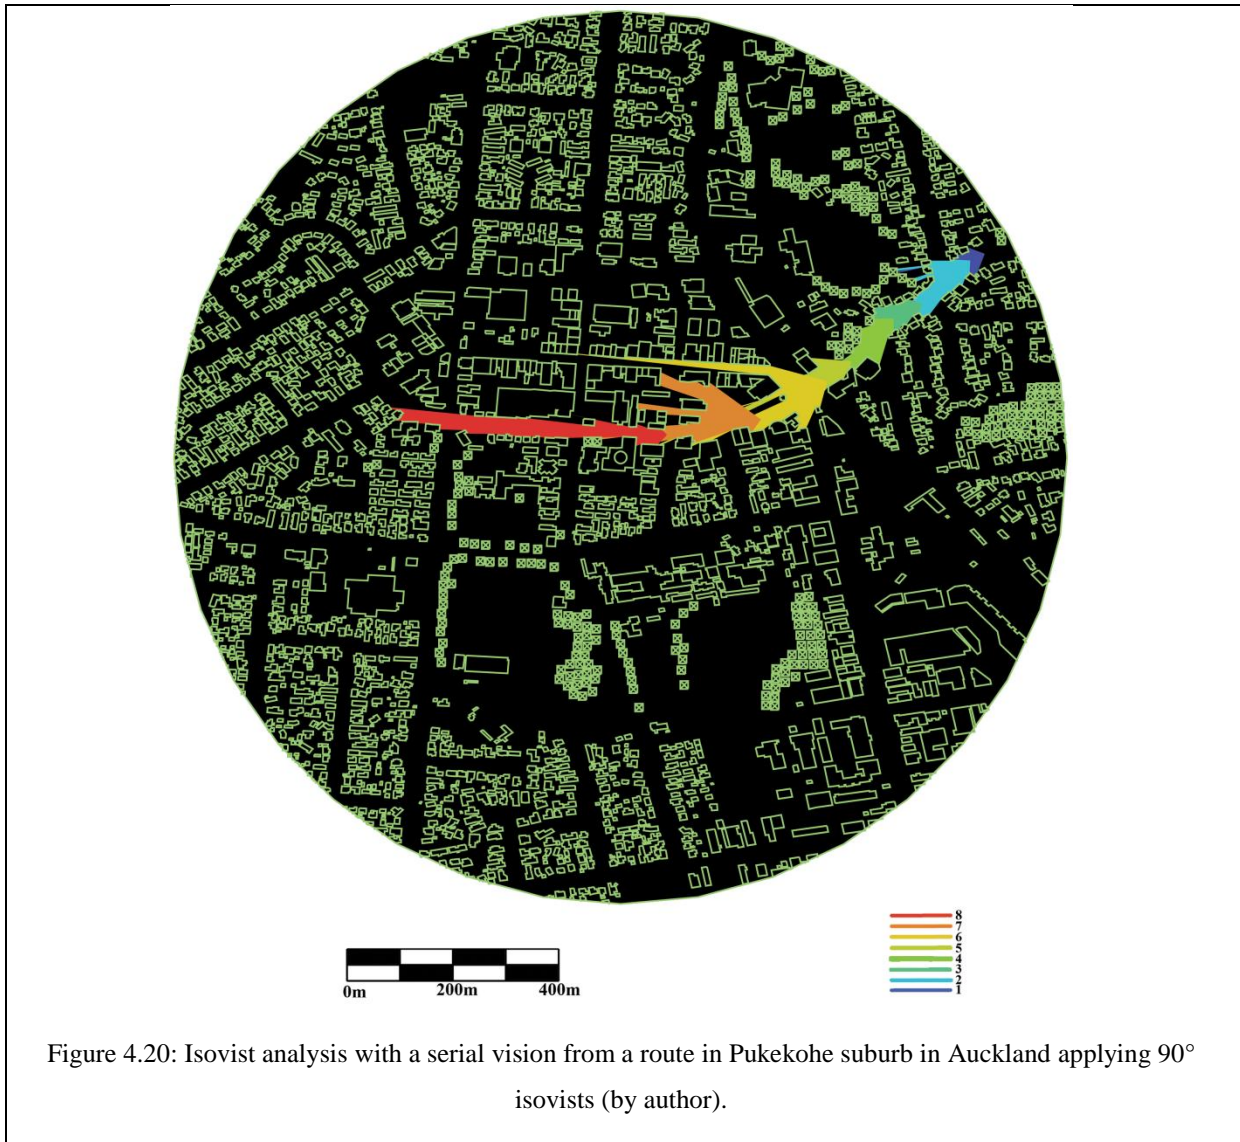 8
7
6
5
4
3
2
1
0m 200m 400m
Figure 4.20: Isovist analysis with a serial vision from a route in Pukekohe suburb in Auckland applying 90°
isovists (by author).